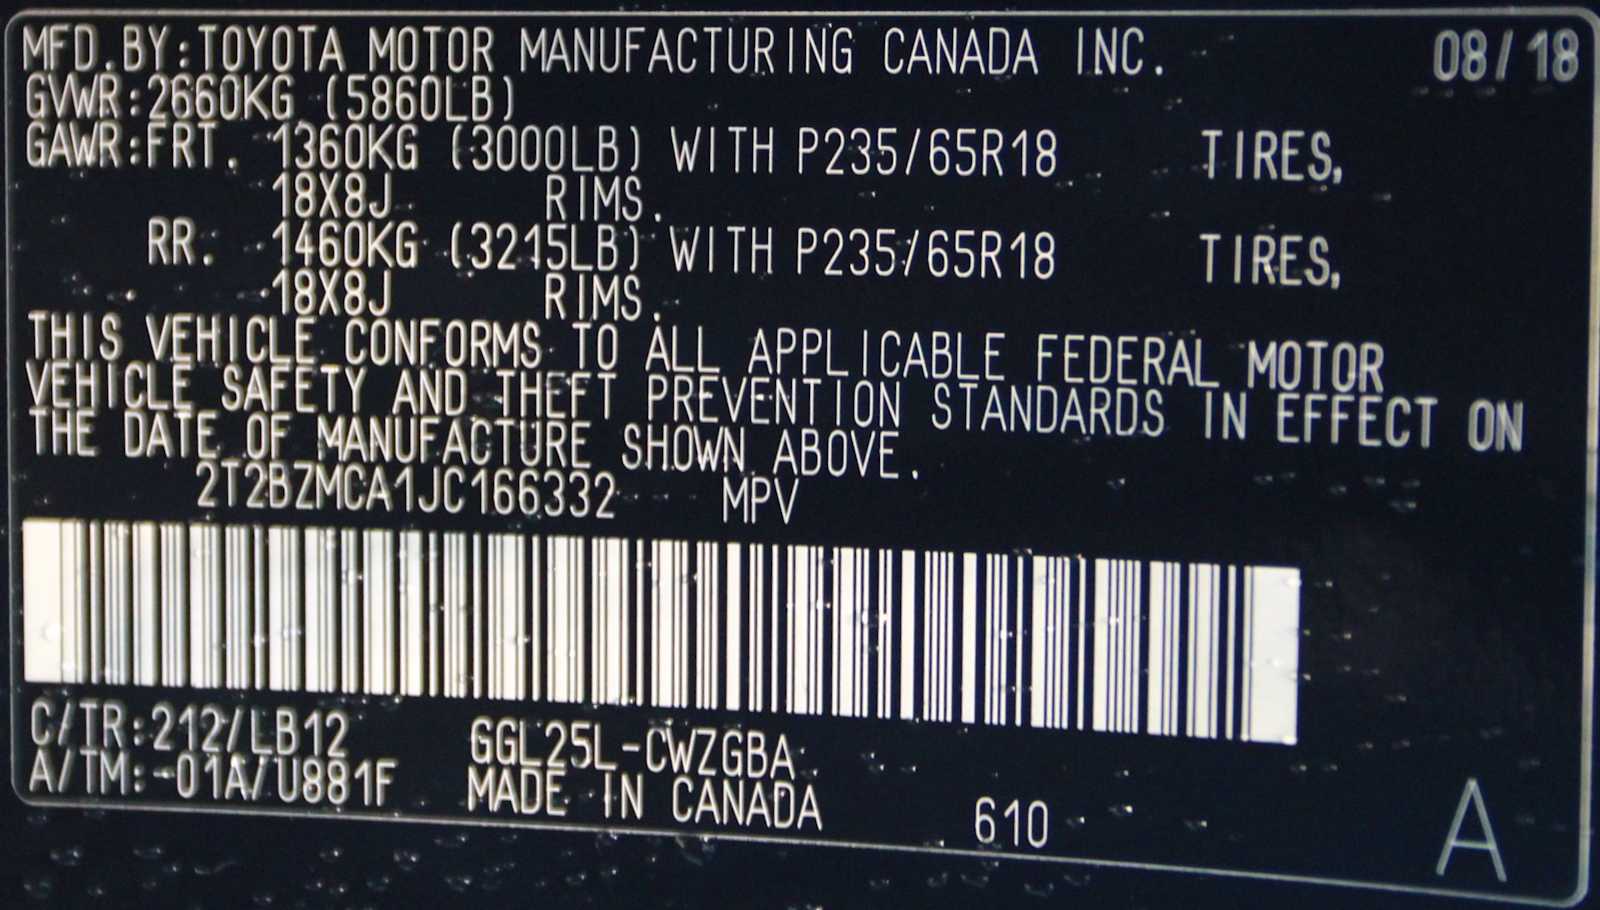 MFD.BY:TOYOTA MOTOR MANUFACTURING CANADA INC. 08/18
GVWR:2660KG (5860LB)
GAWR:FRT. 1360KG (3000LB) WITH P235/65R18 TIRES,
18X8J RIMS.
RR. 1460KG (3215LB) WITH P235/65R18 TIRES,
18X8J RIMS.
THIS VEHICLE CONFORMS TO ALL APPLICABLE FEDERAL MOTOR
VEHICLE SAFETY AND THEFT PREVENTION STANDARDS IN EFFECT ON
THE DATE OF MANUFACTURE SHOWN ABOVE.
2T2BZMCA1JC166332 MPV
C/TR:212/LB12 GGL25L-CWZGBA
A/TM:-01A/U881F MADE IN CANADA
610 A